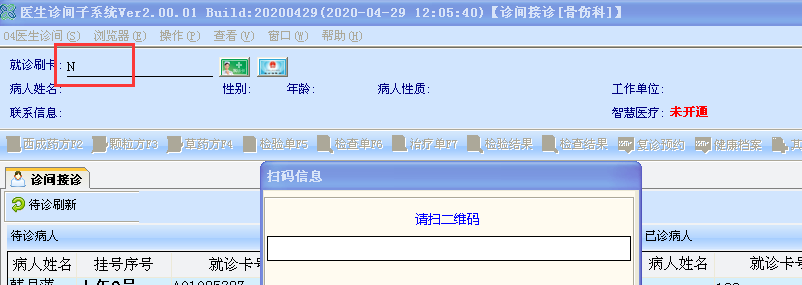 医生诊间子系统Ver2.00.01 Build:20200429(2020-04-29 12:05:40)【诊间接诊[骨伤科]】
04医生诊间(S) 浏览器(E) 操作(P) 查看(V) 窗口(W) 帮助(H)
就诊刷卡: N
病人姓名: 性别: 年龄: 病人性质: 工作单位:
联系信息: 智慧医疗: 未开通
西成药方F2 颗粒方F3 草药方F4 检验单F5 检查单F6 治疗单F7 检验结果 检查结果 复诊预约 健康档案
诊间接诊
扫码信息
待诊刷新
请扫二维码
待诊病人 已诊病人
病人姓名 挂号序号 就诊卡号 病人姓名 就诊卡